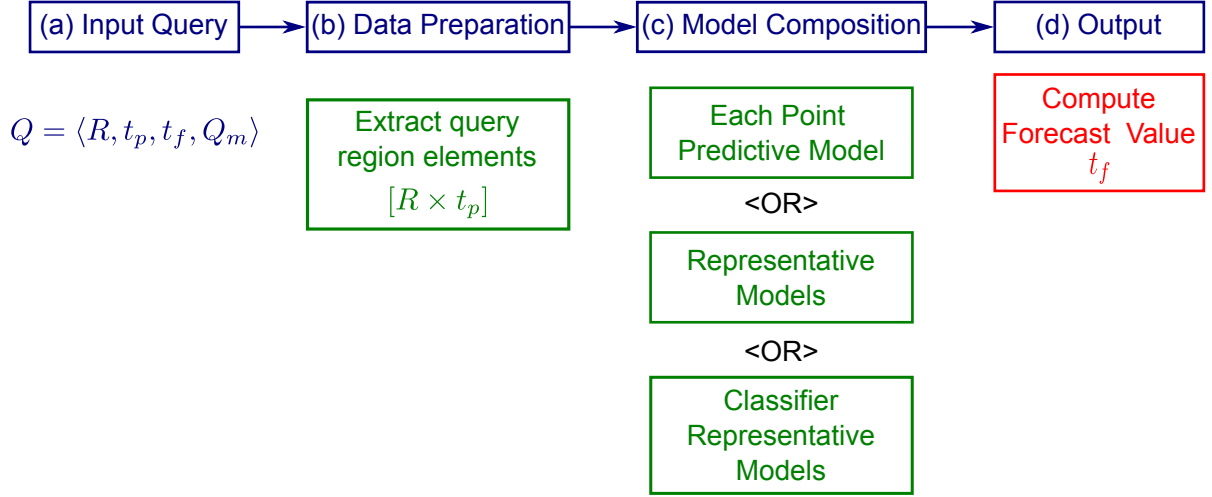 (a) Input Query
(b) Data Preparation
(c) Model Composition
(d) Output
Q = ⟨R, t_p, t_f, Q_m⟩
Extract query
region elements
[R × t_p]
Each Point
Predictive Model
<OR>
Representative
Models
<OR>
Classifier
Representative
Models
Compute
Forecast Value
t_f